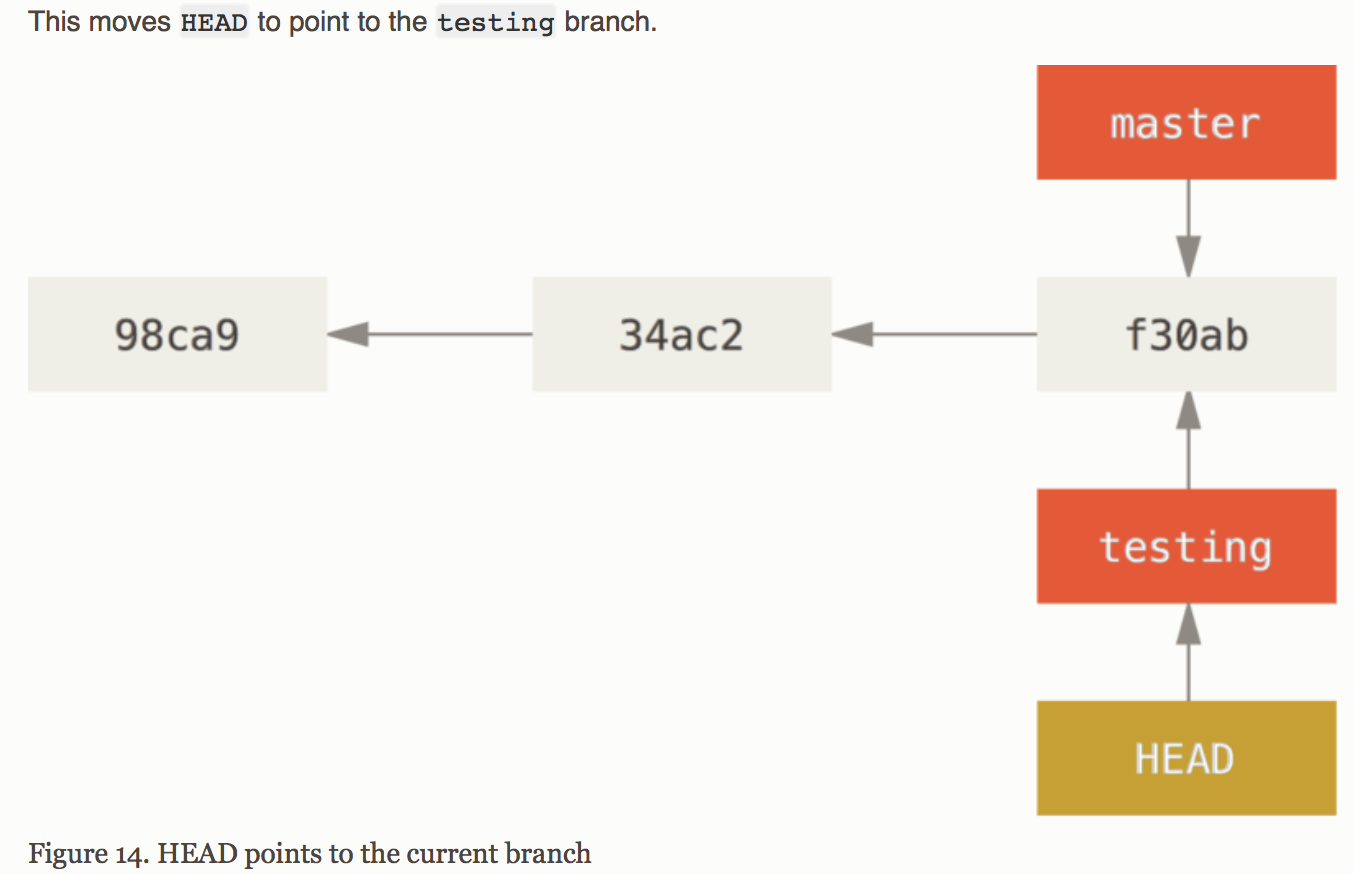 This moves HEAD to point to the testing branch.
master
98ca9
34ac2
f30ab
testing
HEAD
Figure 14. HEAD points to the current branch